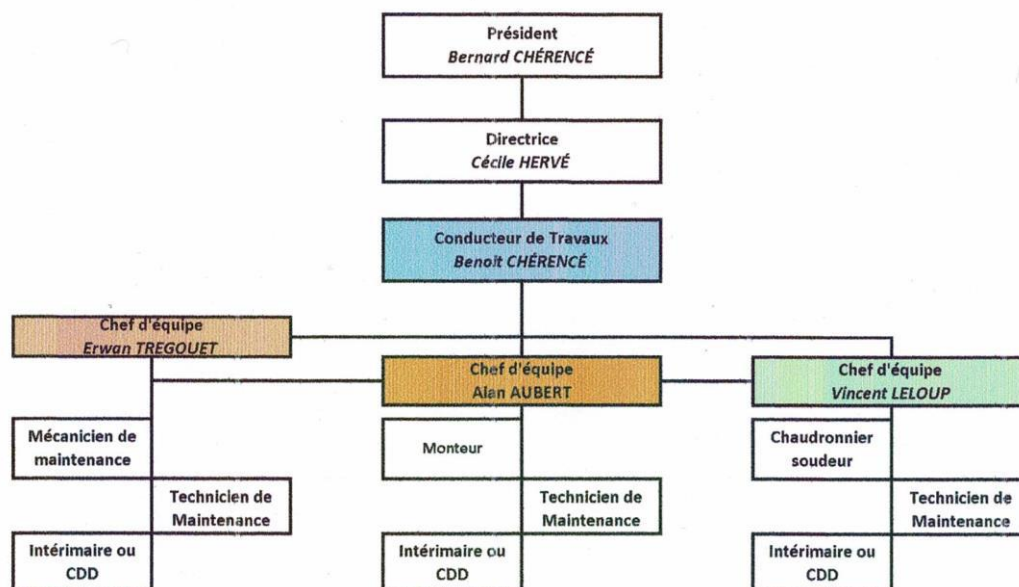 Président
Bernard CHÉRENCÉ
Directrice
Cécile HERVÉ
Conducteur de Travaux
Benoit CHÉRENCÉ
Chef d'équipe
Erwan TREGOUET
Chef d'équipe
Alan AUBERT
Chef d'équipe
Vincent LELOUP
Mécanicien de
maintenance
Monteur
Chaudronnier
soudeur
Technicien de
Maintenance
Technicien de
Maintenance
Technicien de
Maintenance
Intérimaire ou
CDD
Intérimaire ou
CDD
Intérimaire ou
CDD